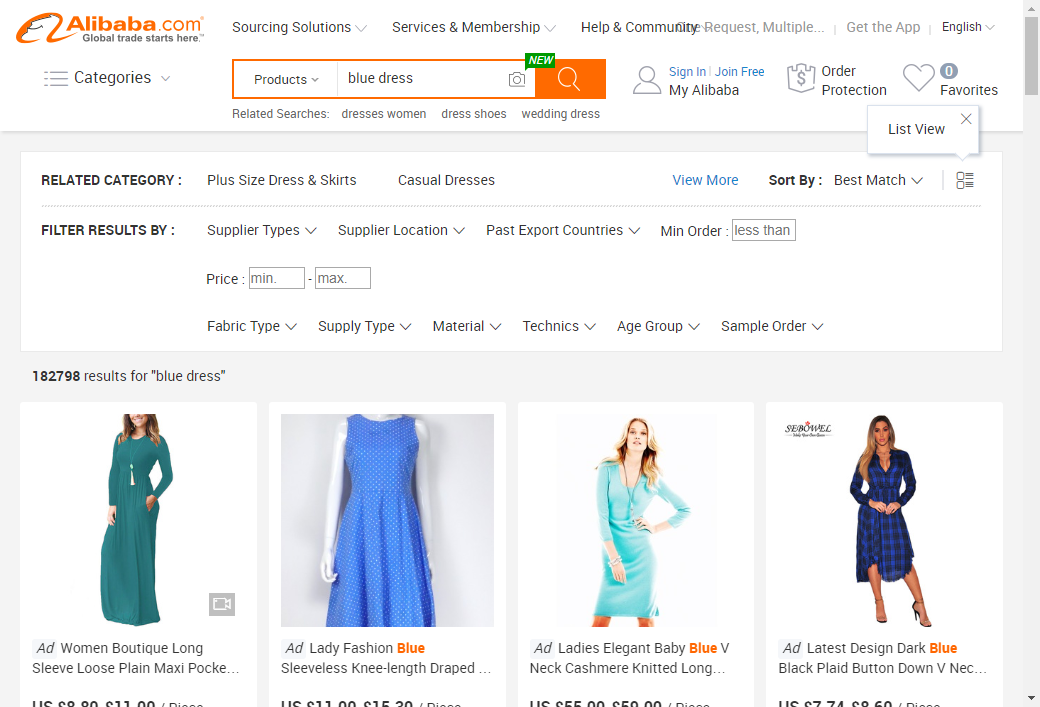 Alibaba.com
Global trade starts here.™
Sourcing Solutions
Services & Membership
Help & Community
One Request, Multiple...
Get the App
English
Categories
Products
blue dress
NEW
Sign In
Join Free
My Alibaba
Order
Protection
0
Favorites
Related Searches:
dresses women
dress shoes
wedding dress
List View
RELATED CATEGORY :
Plus Size Dress & Skirts
Casual Dresses
View More
Sort By :
Best Match
FILTER RESULTS BY :
Supplier Types
Supplier Location
Past Export Countries
Min Order :
less than
Price :
min.
-
max.
Fabric Type
Supply Type
Material
Technics
Age Group
Sample Order
182798 results for "blue dress"
SEBOWEL
Ad Women Boutique Long
Sleeve Loose Plain Maxi Pocke...
Ad Lady Fashion Blue
Sleeveless Knee-length Draped ...
Ad Ladies Elegant Baby Blue V
Neck Cashmere Knitted Long...
Ad Latest Design Dark Blue
Black Plaid Button Down V Nec...
US $8.80-$11.00 / Piece
US $11.00-$15.30 / Piece
US $55.00-$59.00 / Piece
US $7.74-$8.60 / Piece